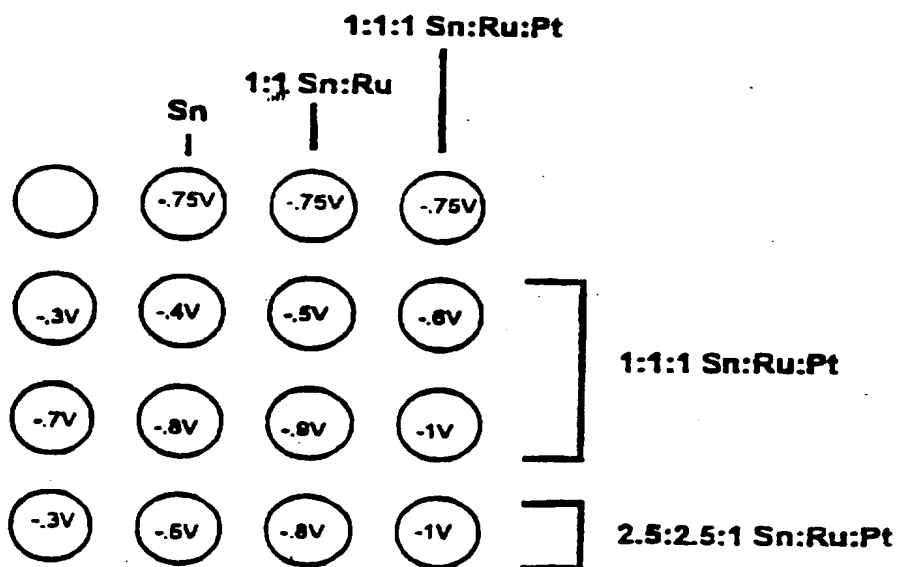 1:1:1 Sn:Ru:Pt
1:1 Sn:Ru
Sn
-.75V -.75V -.75V
-.3V -.4V -.5V -.6V
1:1:1 Sn:Ru:Pt
-.7V -.8V -.9V -1V
-.3V -.6V -.8V -1V
2.5:2.5:1 Sn:Ru:Pt